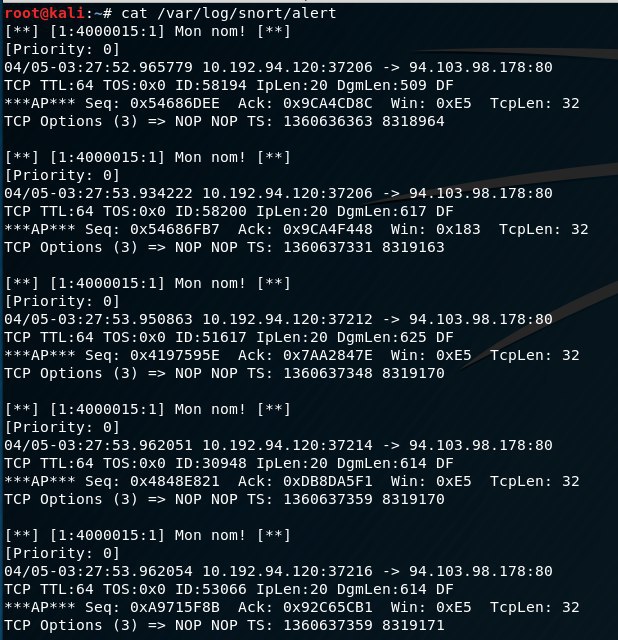 root@kali:~# cat /var/log/snort/alert
[**] [1:4000015:1] Mon nom! [**]
[Priority: 0]
04/05-03:27:52.965779 10.192.94.120:37206 -> 94.103.98.178:80
TCP TTL:64 TOS:0x0 ID:58194 IpLen:20 DgmLen:509 DF
***AP*** Seq: 0x54686DEE  Ack: 0x9CA4CD8C  Win: 0xE5  TcpLen: 32
TCP Options (3) => NOP NOP TS: 1360636363 8318964

[**] [1:4000015:1] Mon nom! [**]
[Priority: 0]
04/05-03:27:53.934222 10.192.94.120:37206 -> 94.103.98.178:80
TCP TTL:64 TOS:0x0 ID:58200 IpLen:20 DgmLen:617 DF
***AP*** Seq: 0x54686FB7  Ack: 0x9CA4F448  Win: 0x183  TcpLen: 32
TCP Options (3) => NOP NOP TS: 1360637331 8319163

[**] [1:4000015:1] Mon nom! [**]
[Priority: 0]
04/05-03:27:53.950863 10.192.94.120:37212 -> 94.103.98.178:80
TCP TTL:64 TOS:0x0 ID:51617 IpLen:20 DgmLen:625 DF
***AP*** Seq: 0x4197595E  Ack: 0x7AA2847E  Win: 0xE5  TcpLen: 32
TCP Options (3) => NOP NOP TS: 1360637348 8319170

[**] [1:4000015:1] Mon nom! [**]
[Priority: 0]
04/05-03:27:53.962051 10.192.94.120:37214 -> 94.103.98.178:80
TCP TTL:64 TOS:0x0 ID:30948 IpLen:20 DgmLen:614 DF
***AP*** Seq: 0x4848E821  Ack: 0xDB8DA5F1  Win: 0xE5  TcpLen: 32
TCP Options (3) => NOP NOP TS: 1360637359 8319170

[**] [1:4000015:1] Mon nom! [**]
[Priority: 0]
04/05-03:27:53.962054 10.192.94.120:37216 -> 94.103.98.178:80
TCP TTL:64 TOS:0x0 ID:53066 IpLen:20 DgmLen:614 DF
***AP*** Seq: 0xA9715F8B  Ack: 0x92C65CB1  Win: 0xE5  TcpLen: 32
TCP Options (3) => NOP NOP TS: 1360637359 8319171